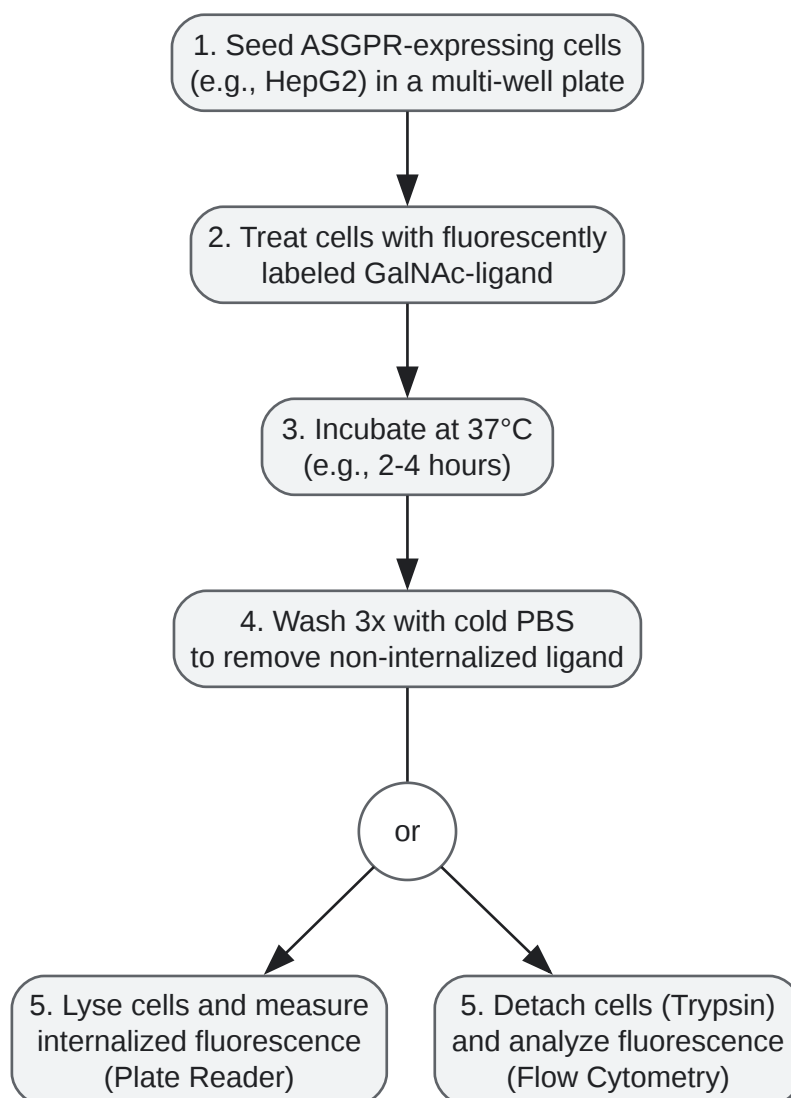 1. Seed ASGPR-expressing cells
(e.g., HepG2) in a multi-well plate
2. Treat cells with fluorescently
labeled GalNAc-ligand
3. Incubate at 37°C
(e.g., 2-4 hours)
4. Wash 3x with cold PBS
to remove non-internalized ligand
or
5. Lyse cells and measure
internalized fluorescence
(Plate Reader)
5. Detach cells (Trypsin)
and analyze fluorescence
(Flow Cytometry)